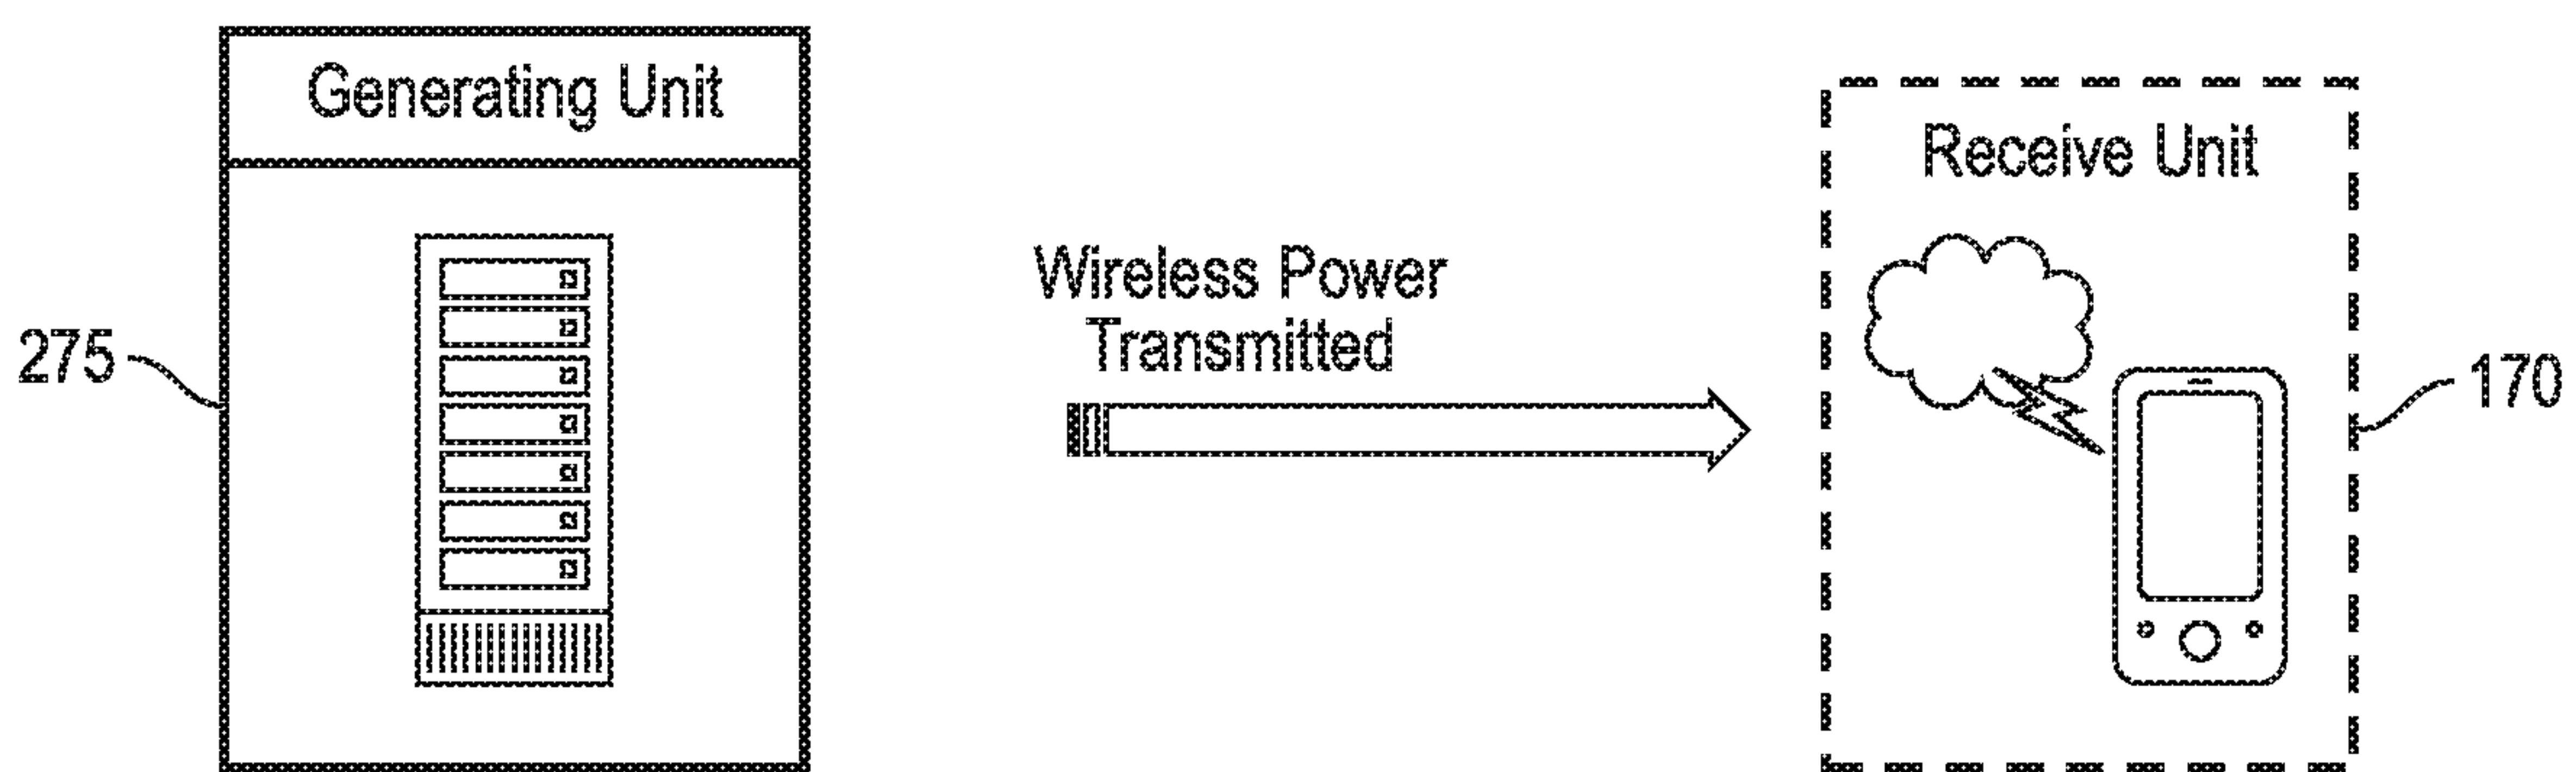 Generating Unit
Receive Unit
Wireless Power
Transmitted
275
170